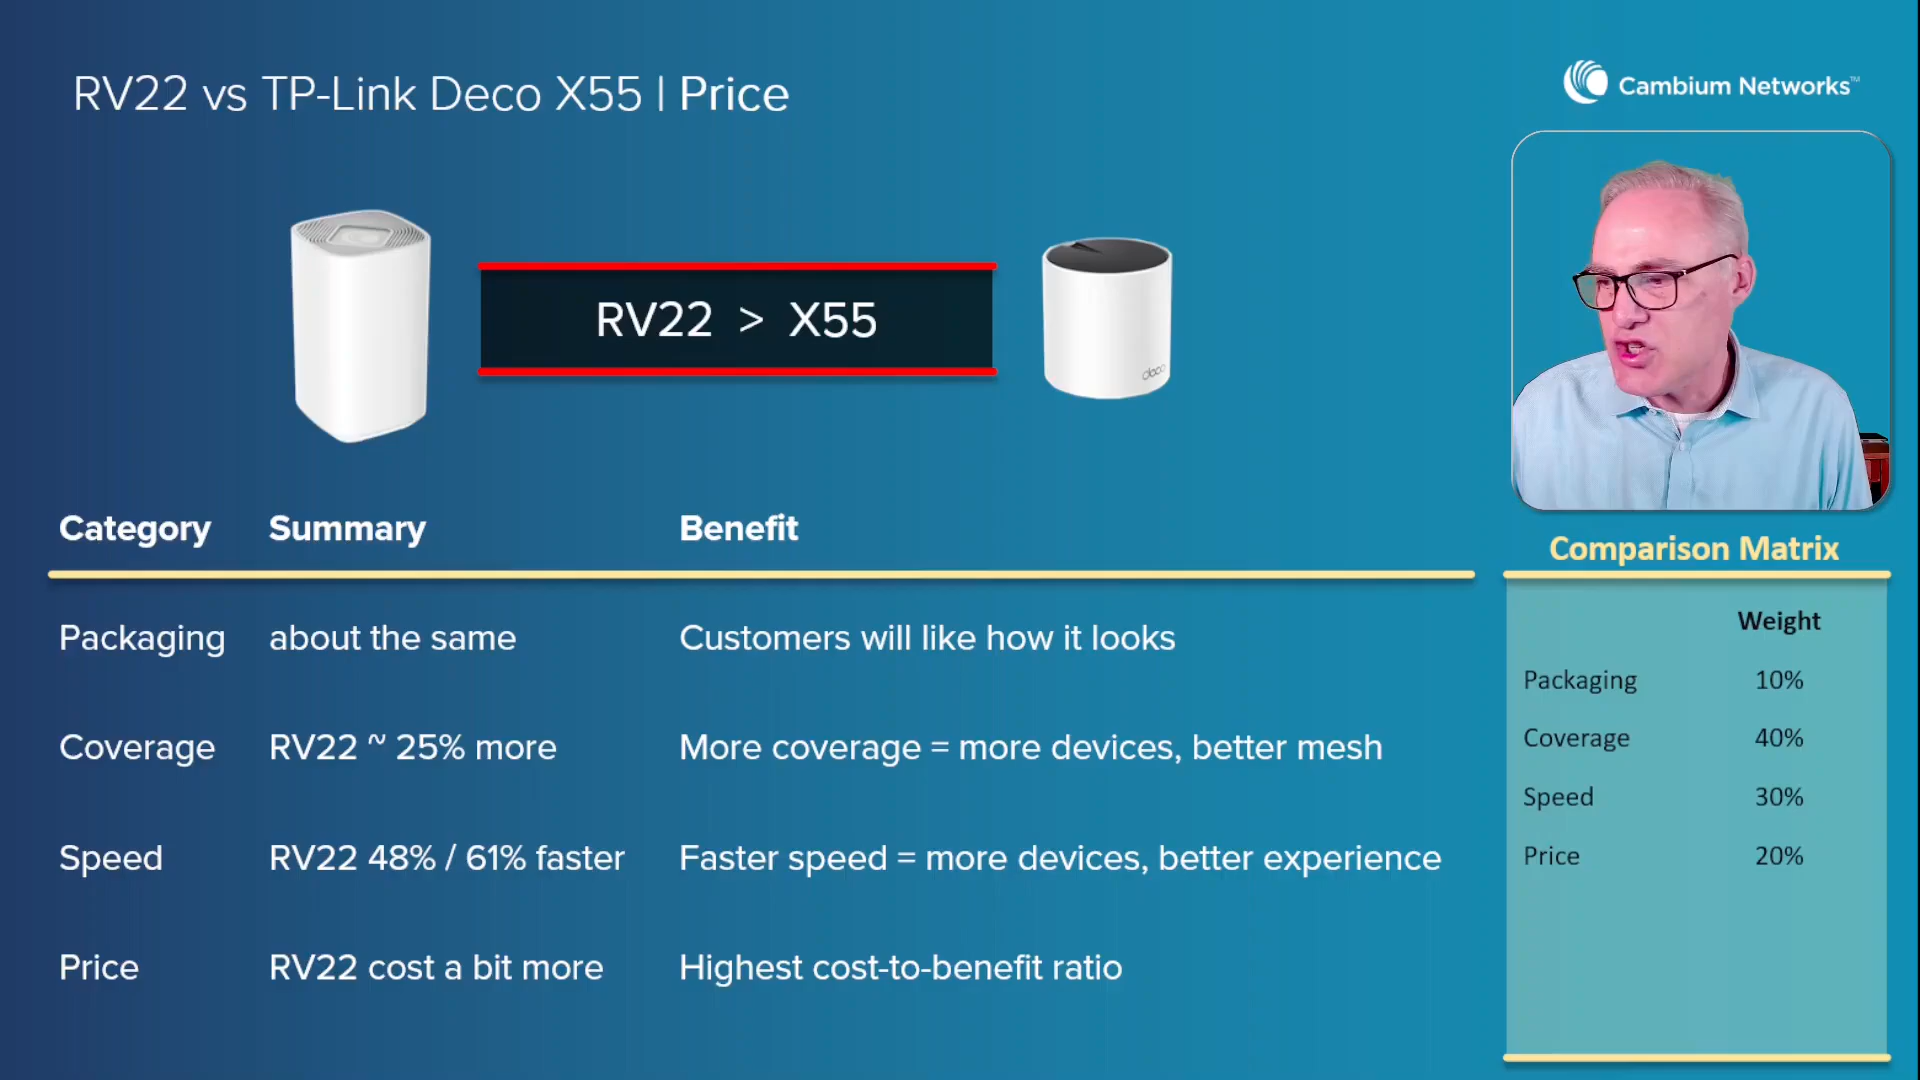 RV22 vs TP-Link Deco X55 | Price
Cambium Networks™
RV22 > X55
deco
Category Summary Benefit
Packaging about the same Customers will like how it looks
Coverage RV22 ~ 25% more More coverage = more devices, better mesh
Speed RV22 48% / 61% faster Faster speed = more devices, better experience
Price RV22 cost a bit more Highest cost-to-benefit ratio
Comparison Matrix
Weight
Packaging 10%
Coverage 40%
Speed 30%
Price 20%